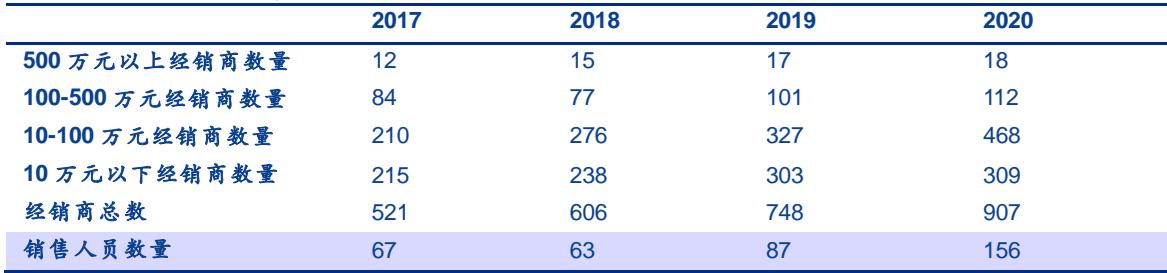 2017 2018 2019 2020
500 万元以上经销商数量 12 15 17 18
100-500 万元经销商数量 84 77 101 112
10-100 万元经销商数量 210 276 327 468
10 万元以下经销商数量 215 238 303 309
经销商总数 521 606 748 907
销售人员数量 67 63 87 156